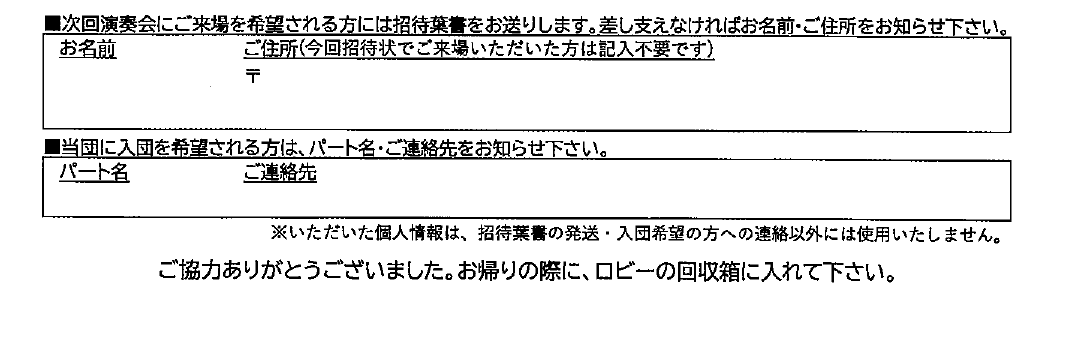 ■次回演奏会にご来場を希望される方には招待葉書をお送りします。差し支えなければお名前・ご住所をお知らせ下さい。
お名前 ご住所(今回招待状でご来場いただいた方は記入不要です)
〒
■当団に入団を希望される方は、パート名・ご連絡先をお知らせ下さい。
パート名 ご連絡先
※いただいた個人情報は、招待葉書の発送・入団希望の方への連絡以外には使用いたしません。
ご協力ありがとうございました。お帰りの際に、ロビーの回収箱に入れて下さい。